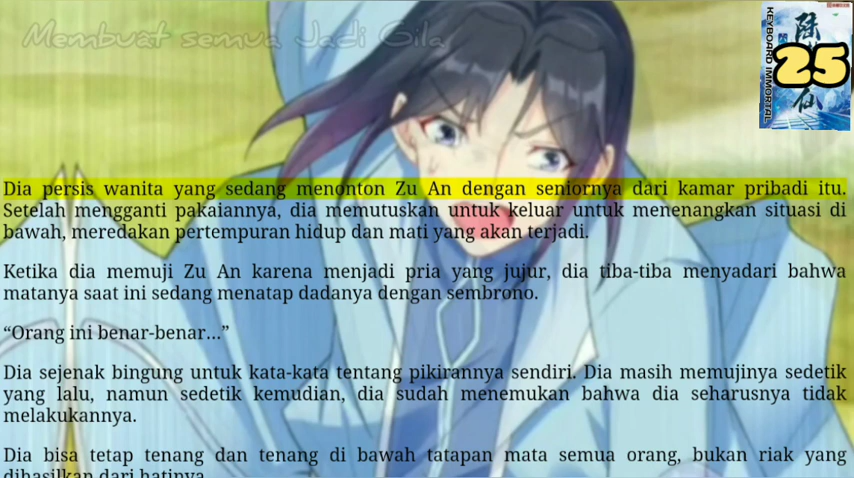 Membuat semua Jadi Gila
KEYBOARD IMMORTAL
25
Dia persis wanita yang sedang menonton Zu An dengan seniornya dari kamar pribadi itu.
Setelah mengganti pakaiannya, dia memutuskan untuk keluar untuk menenangkan situasi di
bawah, meredakan pertempuran hidup dan mati yang akan terjadi.
Ketika dia memuji Zu An karena menjadi pria yang jujur, dia tiba-tiba menyadari bahwa
matanya saat ini sedang menatap dadanya dengan sembrono.
“Orang ini benar-benar…”
Dia sejenak bingung untuk kata-kata tentang pikirannya sendiri. Dia masih memujinya sedetik
yang lalu, namun sedetik kemudian, dia sudah menemukan bahwa dia seharusnya tidak
melakukannya.
Dia bisa tetap tenang dan tenang di bawah tatapan mata semua orang, bukan riak yang
dihasilkan dari hatinya.